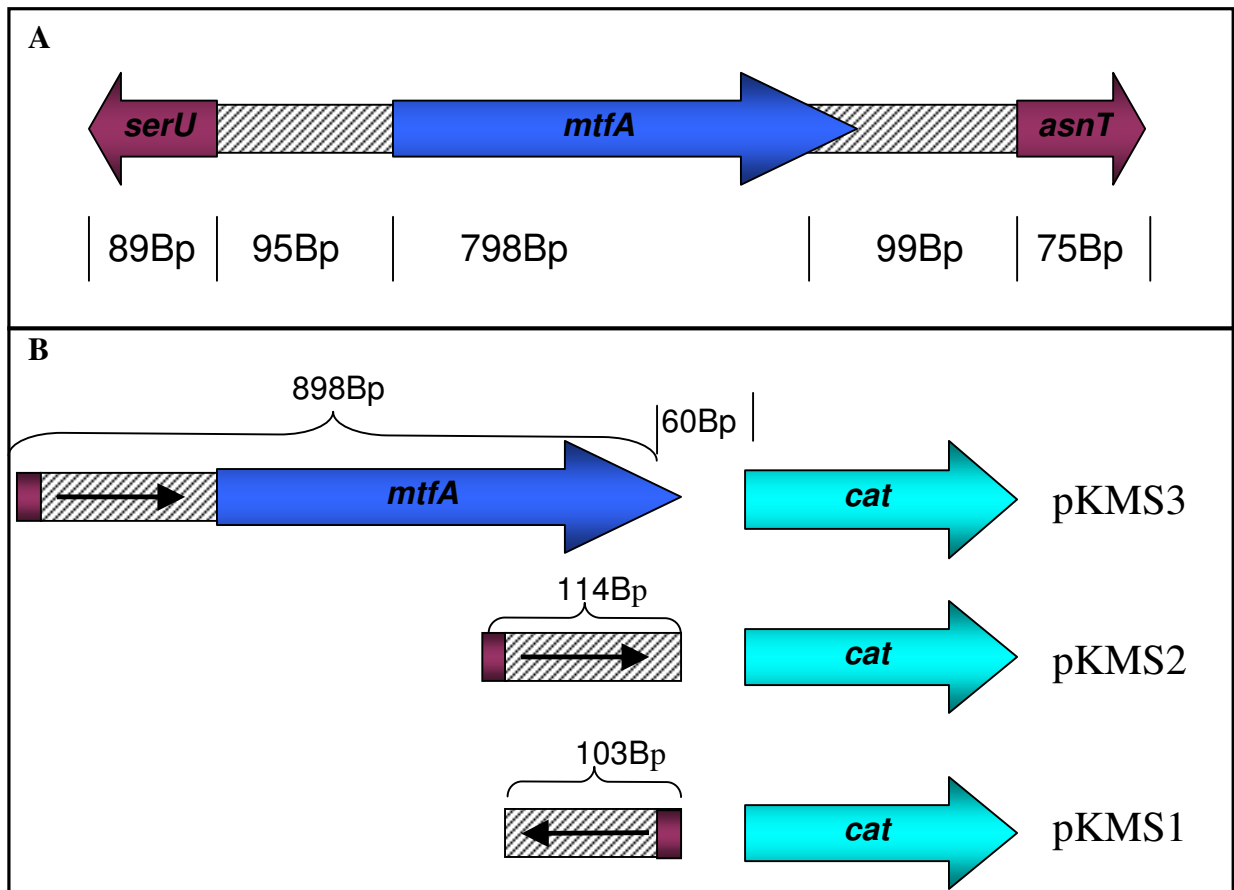 A
serU
mtfA
asnT
89Bp
95Bp
798Bp
99Bp
75Bp
B
898Bp
60Bp
mtfA
cat
pKMS3
114Bp
cat
pKMS2
103Bp
cat
pKMS1